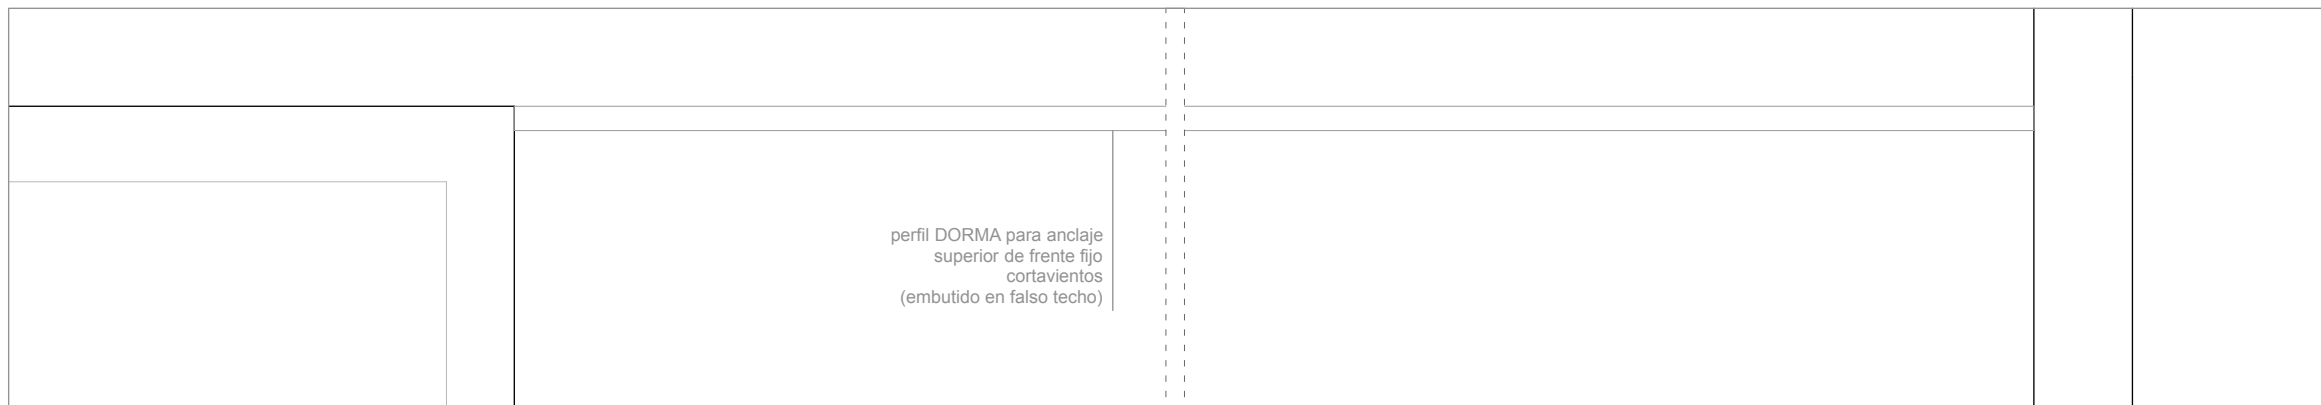 perfil DORMA para anclaje
superior de frente fijo
cortavientos
(embutido en falso techo)